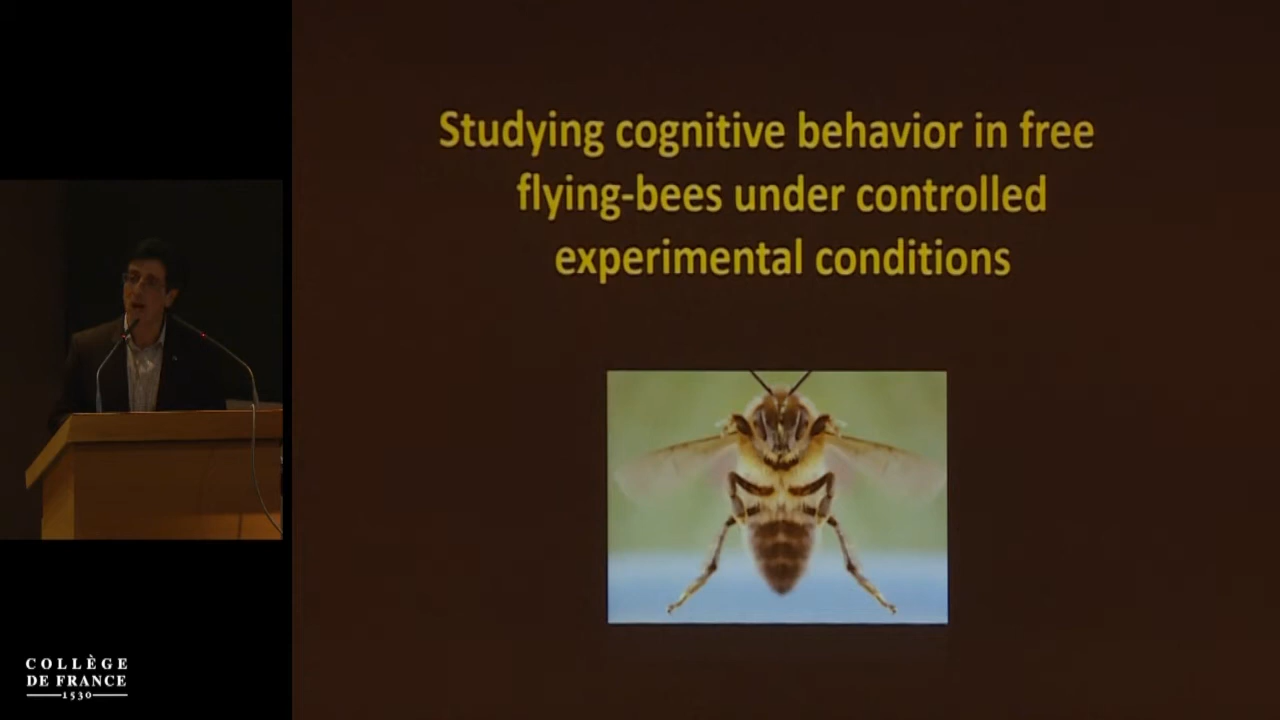 Studying cognitive behavior in free
flying-bees under controlled
experimental conditions
COLLÈGE
DE FRANCE
1530